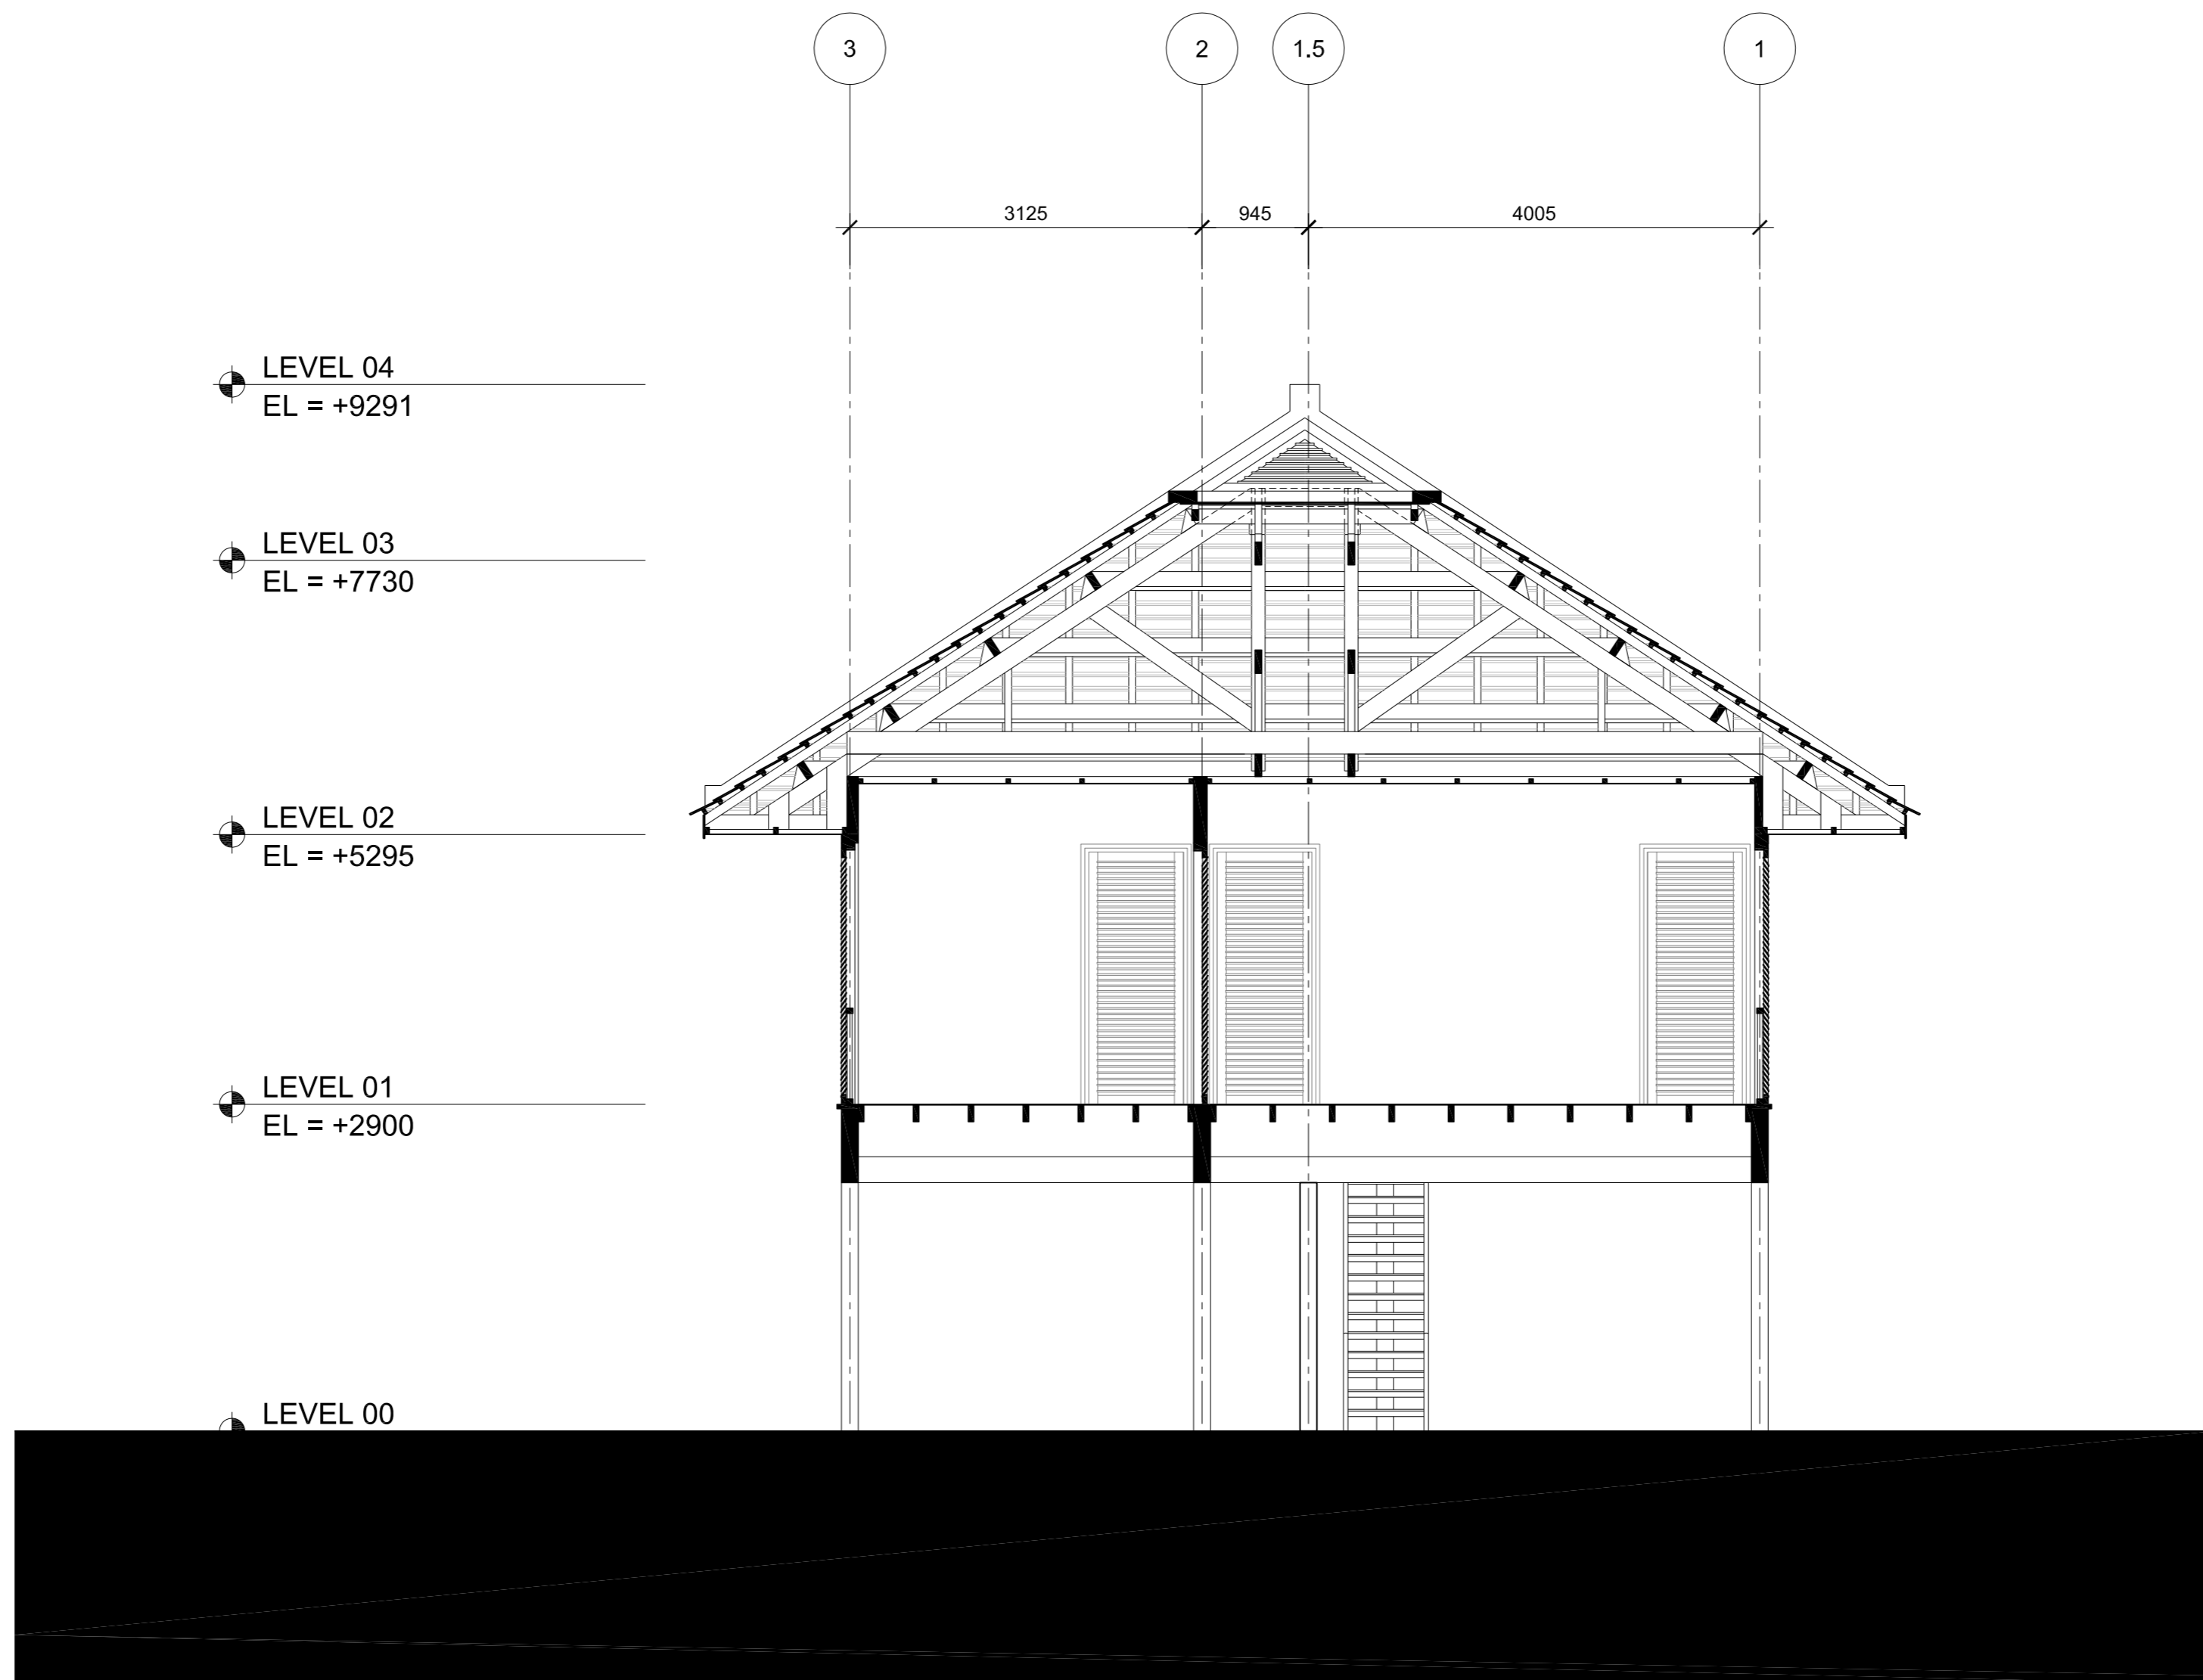 3 2 1.5 1
3125 945 4005
LEVEL 04
EL = +9291
LEVEL 03
EL = +7730
LEVEL 02
EL = +5295
LEVEL 01
EL = +2900
LEVEL 00